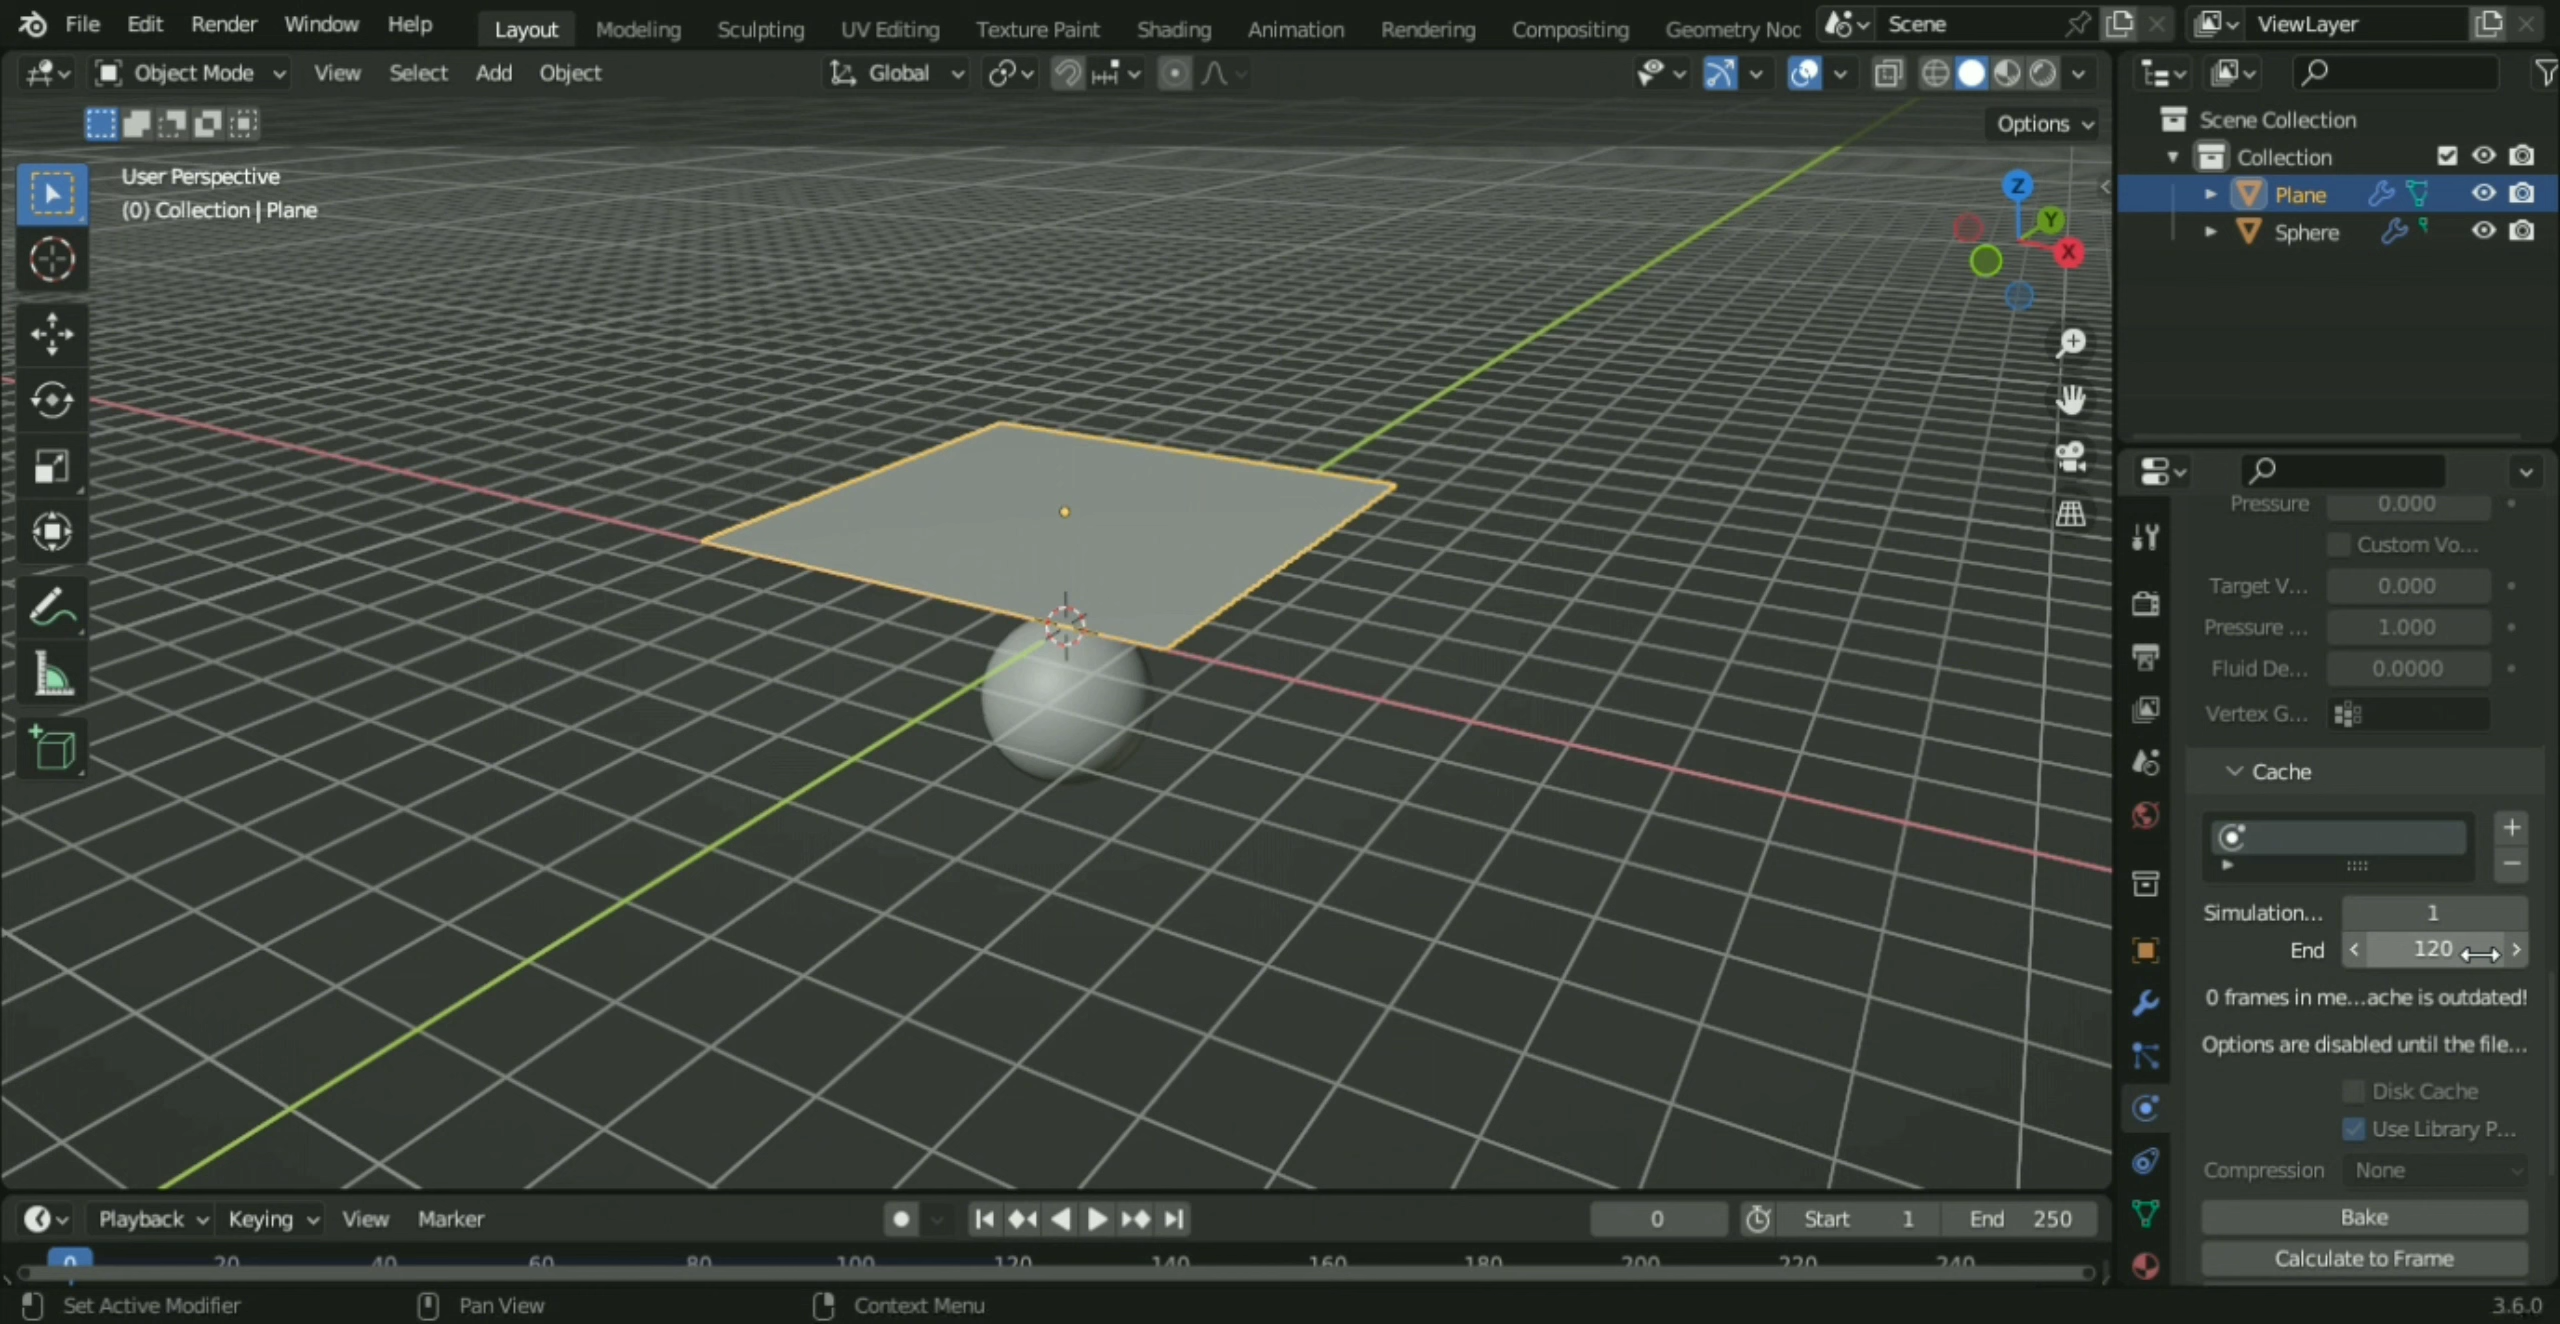 File Edit Render Window Help Layout Modeling Sculpting UV Editing Texture Paint Shading Animation Rendering Compositing Geometry Noc Scene ViewLayer
Object Mode View Select Add Object Global
Options
User Perspective
(0) Collection | Plane
Z
Y
X
Scene Collection
Collection
Plane
Sphere
Pressure 0.000
Custom Vo...
Target V... 0.000
Pressure ... 1.000
Fluid De... 0.0000
Vertex G...
Cache
Simulation... 1
End 120
0 frames in me...ache is outdated!
Options are disabled until the file...
Disk Cache
Use Library P...
Compression None
Bake
Calculate to Frame
Playback Keying View Marker 0 Start 1 End 250
0 20 40 60 80 100 120 140 160 180 200 220 240
Set Active Modifier Pan View Context Menu 3.6.0